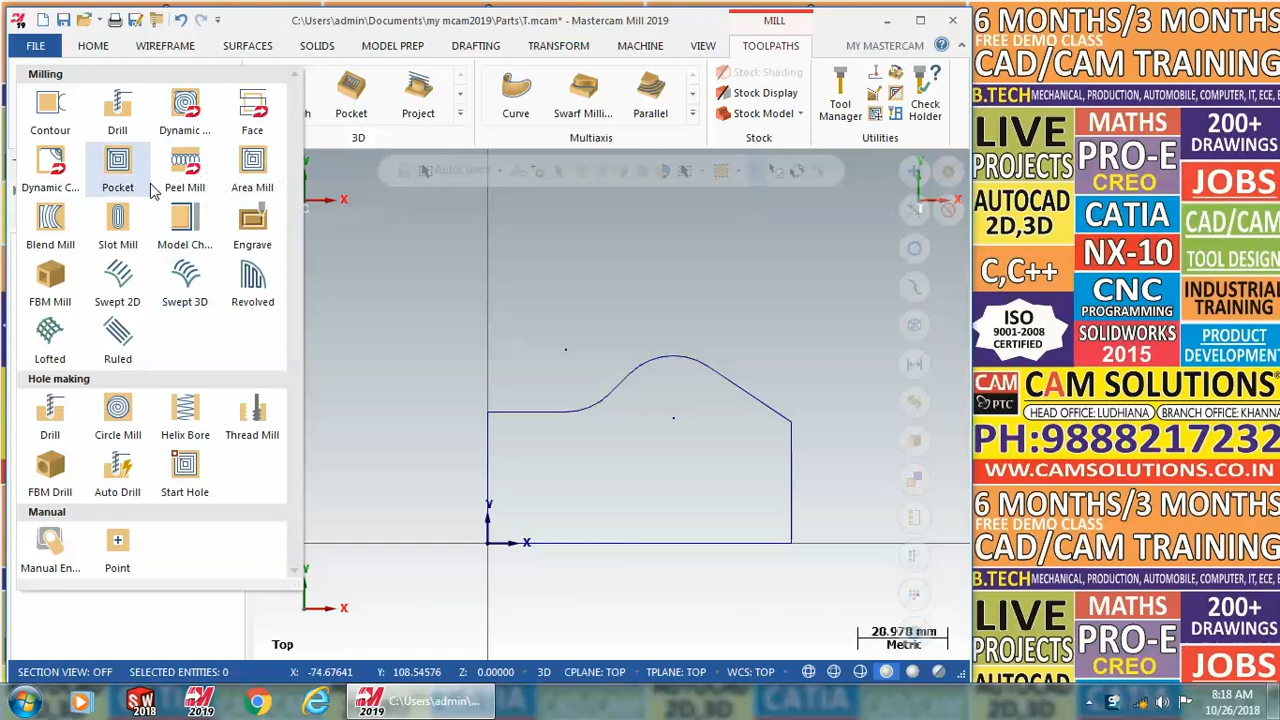 C:\Users\admin\Documents\my mcam2019\Parts\T.mcam* - Mastercam Mill 2019
MILL
FILE
HOME
WIREFRAME
SURFACES
SOLIDS
MODEL PREP
DRAFTING
TRANSFORM
MACHINE
VIEW
TOOLPATHS
MY MASTERCAM
Milling
Contour
Drill
Dynamic ...
Face
Dynamic C...
Pocket
Peel Mill
Area Mill
Blend Mill
Slot Mill
Model Ch...
Engrave
FBM Mill
Swept 2D
Swept 3D
Revolved
Lofted
Ruled
Hole making
Drill
Circle Mill
Helix Bore
Thread Mill
FBM Drill
Auto Drill
Start Hole
Manual
Manual En...
Point
h
Pocket
Project
3D
Curve
Swarf Millin...
Parallel
Multiaxis
Stock Shading
Stock Display
Stock Model
Stock
Tool
Manager
Check
Holder
Utilities
Y
X
Y
X
Y
X
Y
X
Top
20.970 mm
Metric
SECTION VIEW: OFF
SELECTED ENTITIES: 0
X: -74.67641
Y: 108.54576
Z: 0.00000
3D
CPLANE: TOP
TPLANE: TOP
WCS: TOP
SW
2018
2019
C:\Users\admin\...
8:18 AM
10/26/2018
6 MONTHS/3 MONTHS
FREE DEMO CLASS
CAD/CAM TRAINING
B.TECH MECHANICAL, PRODUCTION, AUTOMOBILE, COMPUTER, IT, ECE,
LIVE
PROJECTS
MATHS
PRO-E
CREO
200+
DRAWINGS
AUTOCAD
2D,3D
CATIA
JOBS
C,C++
NX-10
CAD/CAM
TOOL DESIGN
ISO
9001-2008
CERTIFIED
CNC
PROGRAMMING
SOLIDWORKS
2015
INDUSTRIAL
TRAINING
PRODUCT
DEVELOPMENT
CAM
PTC
CAM SOLUTIONS
HEAD OFFICE: LUDHIANA
BRANCH OFFICE: KHANNA
PH:9888217232
WWW.CAMSOLUTIONS.CO.IN
6 MONTHS/3 MONTHS
FREE DEMO CLASS
CAD/CAM TRAINING
B.TECH MECHANICAL, PRODUCTION, AUTOMOBILE, COMPUTER, IT, ECE,
LIVE
PROJECTS
MATHS
PRO-E
CREO
200+
DRAWINGS
AUTOCAD
JOBS